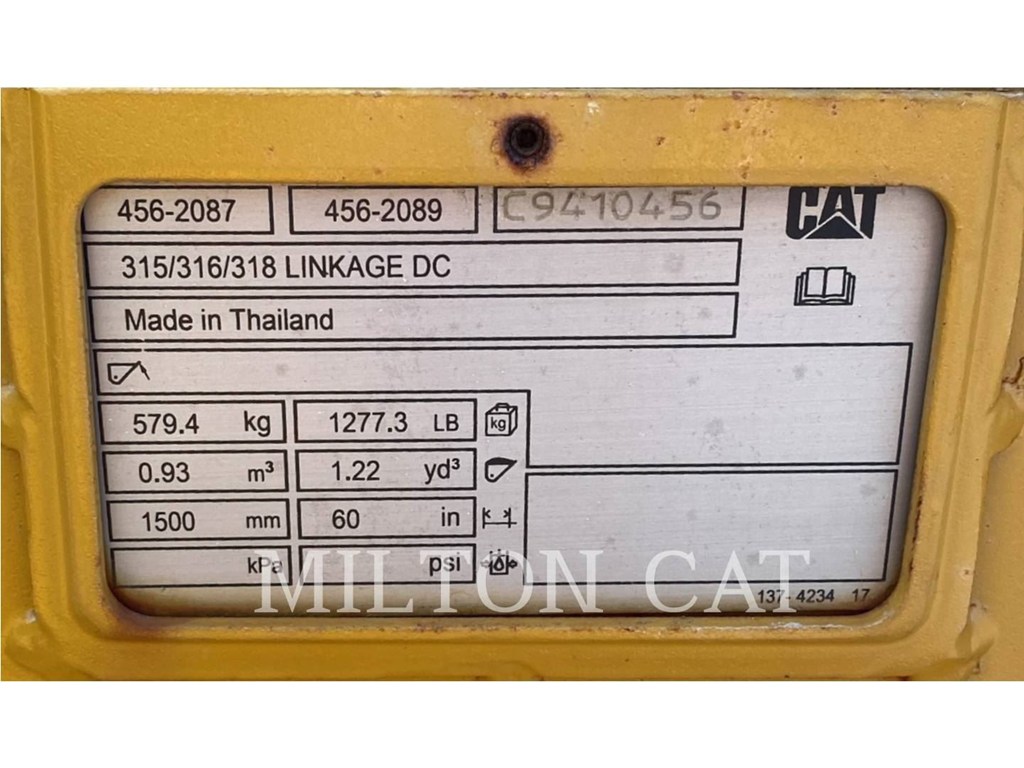 456-2087 456-2089 C9410456 CAT
315/316/318 LINKAGE DC
Made in Thailand
579.4 kg 1277.3 LB kg
0.93 m³ 1.22 yd³
1500 mm 60 in
kPa psi
MILTON CAT
137-4234 17